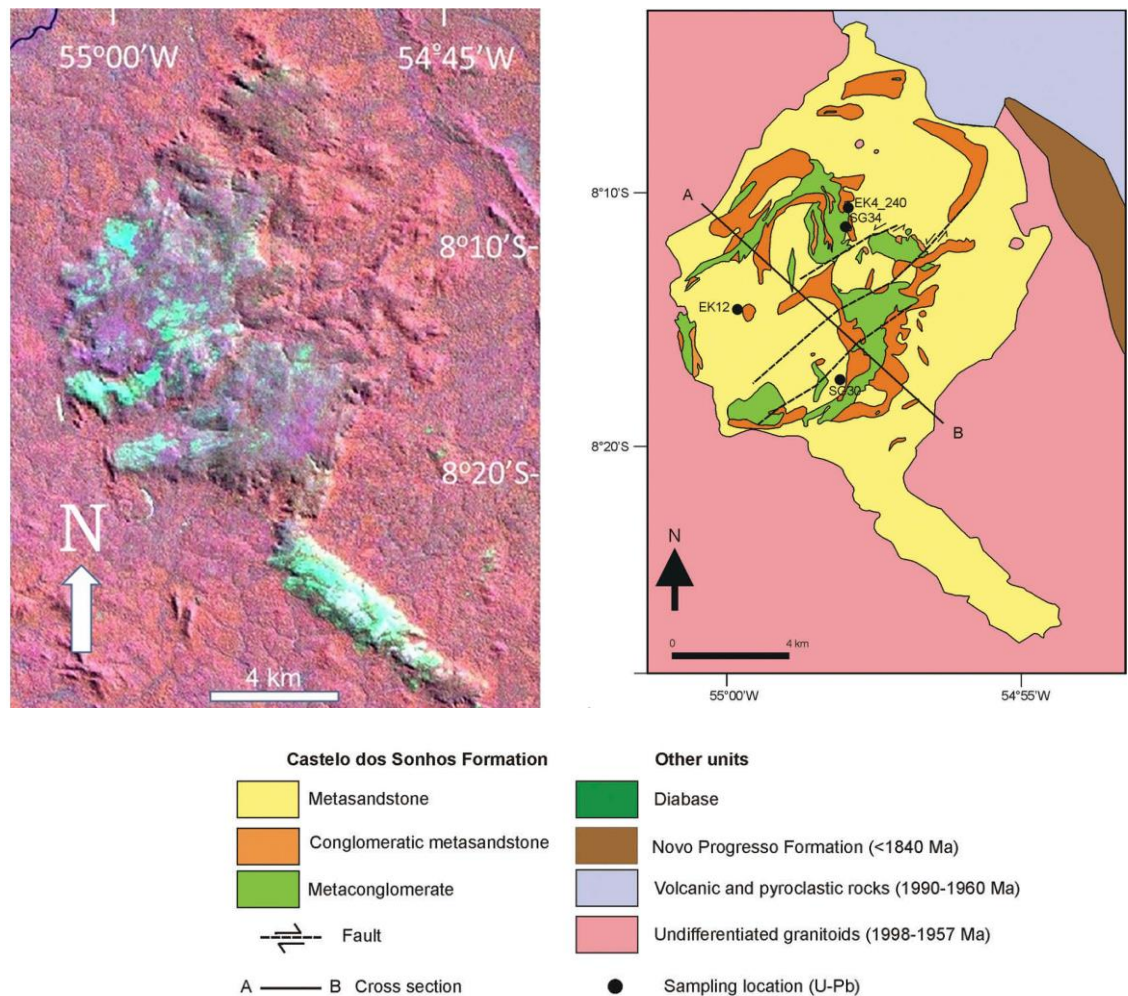 55°00'W 54°45'W
8°10'S
8°20'S
N
4 km
8°10'S
8°20'S
A
EK4_240
SG34
EK12
SG30
B
N
0 4 km
55°00'W 54°55'W
Castelo dos Sonhos Formation
Metasandstone
Conglomeratic metasandstone
Metaconglomerate
Fault
A B Cross section
Other units
Diabase
Novo Progresso Formation (<1840 Ma)
Volcanic and pyroclastic rocks (1990-1960 Ma)
Undifferentiated granitoids (1998-1957 Ma)
Sampling location (U-Pb)